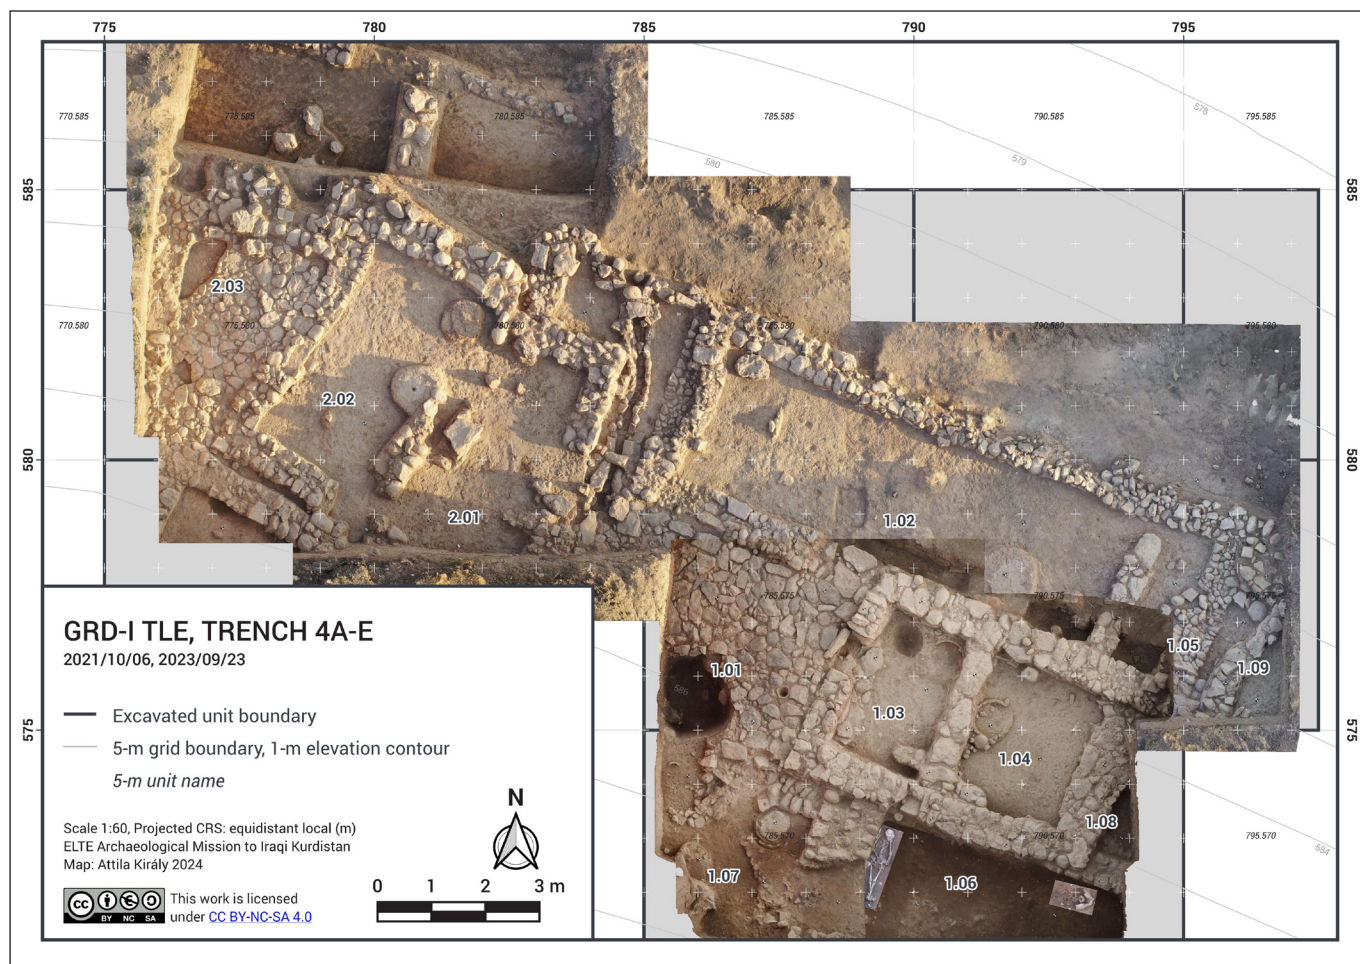 775 780 785 790 795
578
770.585 775.585 780.585 785.585 790.585 795.585
580 579
585 585
2.03
770.580 775.580 780.580 785.580 790.580 795.580
2.02
580 580
2.01 1.02
785.575 790.575 795.575
GRD-I TLE, TRENCH 4A-E
2021/10/06, 2023/09/23
1.01 1.05 1.09
1.03
Excavated unit boundary
575 575
5-m grid boundary, 1-m elevation contour
1.04
5-m unit name
N
Scale 1:60, Projected CRS: equidistant local (m)
ELTE Archaeological Mission to Iraqi Kurdistan
Map: Attila Király 2024
1.08
785.570 790.570 795.570
584
1.07 1.06
0 1 2 3 m
cc BY NC SA
This work is licensed
under CC BY-NC-SA 4.0